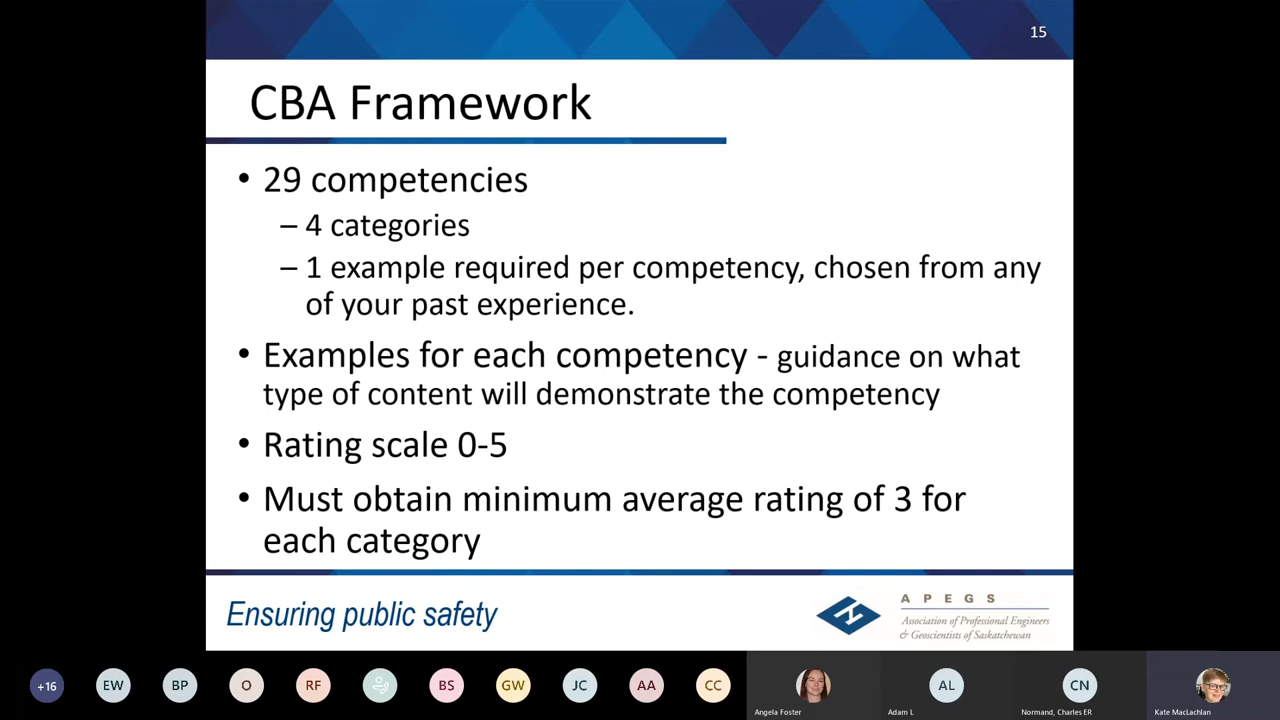 15
CBA Framework
• 29 competencies
– 4 categories
– 1 example required per competency, chosen from any
of your past experience.
• Examples for each competency - guidance on what
type of content will demonstrate the competency
• Rating scale 0-5
• Must obtain minimum average rating of 3 for
each category
Ensuring public safety
A P E G S
Association of Professional Engineers
& Geoscientists of Saskatchewan
+16 EW BP O RF BS GW JC AA CC AL CN
Angela Foster Adam L Normand, Charles ER Kate MacLachlan